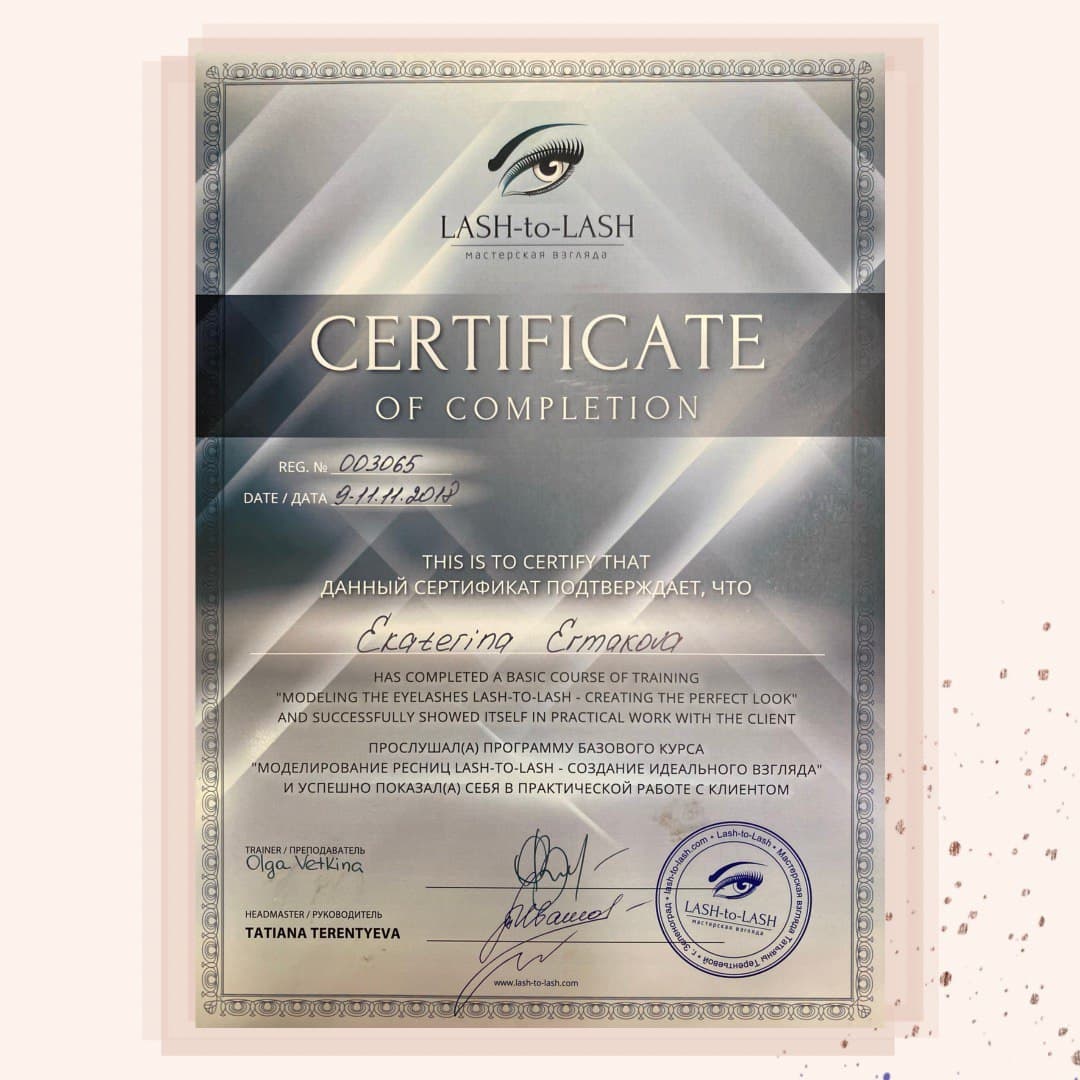 LASH-to-LASH
мастерская взгляда
CERTIFICATE
OF COMPLETION
REG. № 003065
DATE / ДАТА 9-11.11.2018
THIS IS TO CERTIFY THAT
ДАННЫЙ СЕРТИФИКАТ ПОДТВЕРЖДАЕТ, ЧТО
Ekaterina Ermakova
HAS COMPLETED A BASIC COURSE OF TRAINING
"MODELING THE EYELASHES LASH-TO-LASH - CREATING THE PERFECT LOOK"
AND SUCCESSFULLY SHOWED ITSELF IN PRACTICAL WORK WITH THE CLIENT
ПРОСЛУШАЛ(А) ПРОГРАММУ БАЗОВОГО КУРСА
"МОДЕЛИРОВАНИЕ РЕСНИЦ LASH-TO-LASH - СОЗДАНИЕ ИДЕАЛЬНОГО ВЗГЛЯДА"
И УСПЕШНО ПОКАЗАЛ(А) СЕБЯ В ПРАКТИЧЕСКОЙ РАБОТЕ С КЛИЕНТОМ
TRAINER / ПРЕПОДАВАТЕЛЬ
Olga Vetkina
HEADMASTER / РУКОВОДИТЕЛЬ
TATIANA TERENTYEVA
www.lash-to-lash.com
lash-to-lash.com • Lash-to-Lash • Мастерская взгляда Татьяны Терентьевой • г. Зеленоград •
LASH-to-LASH
мастерская взгляда